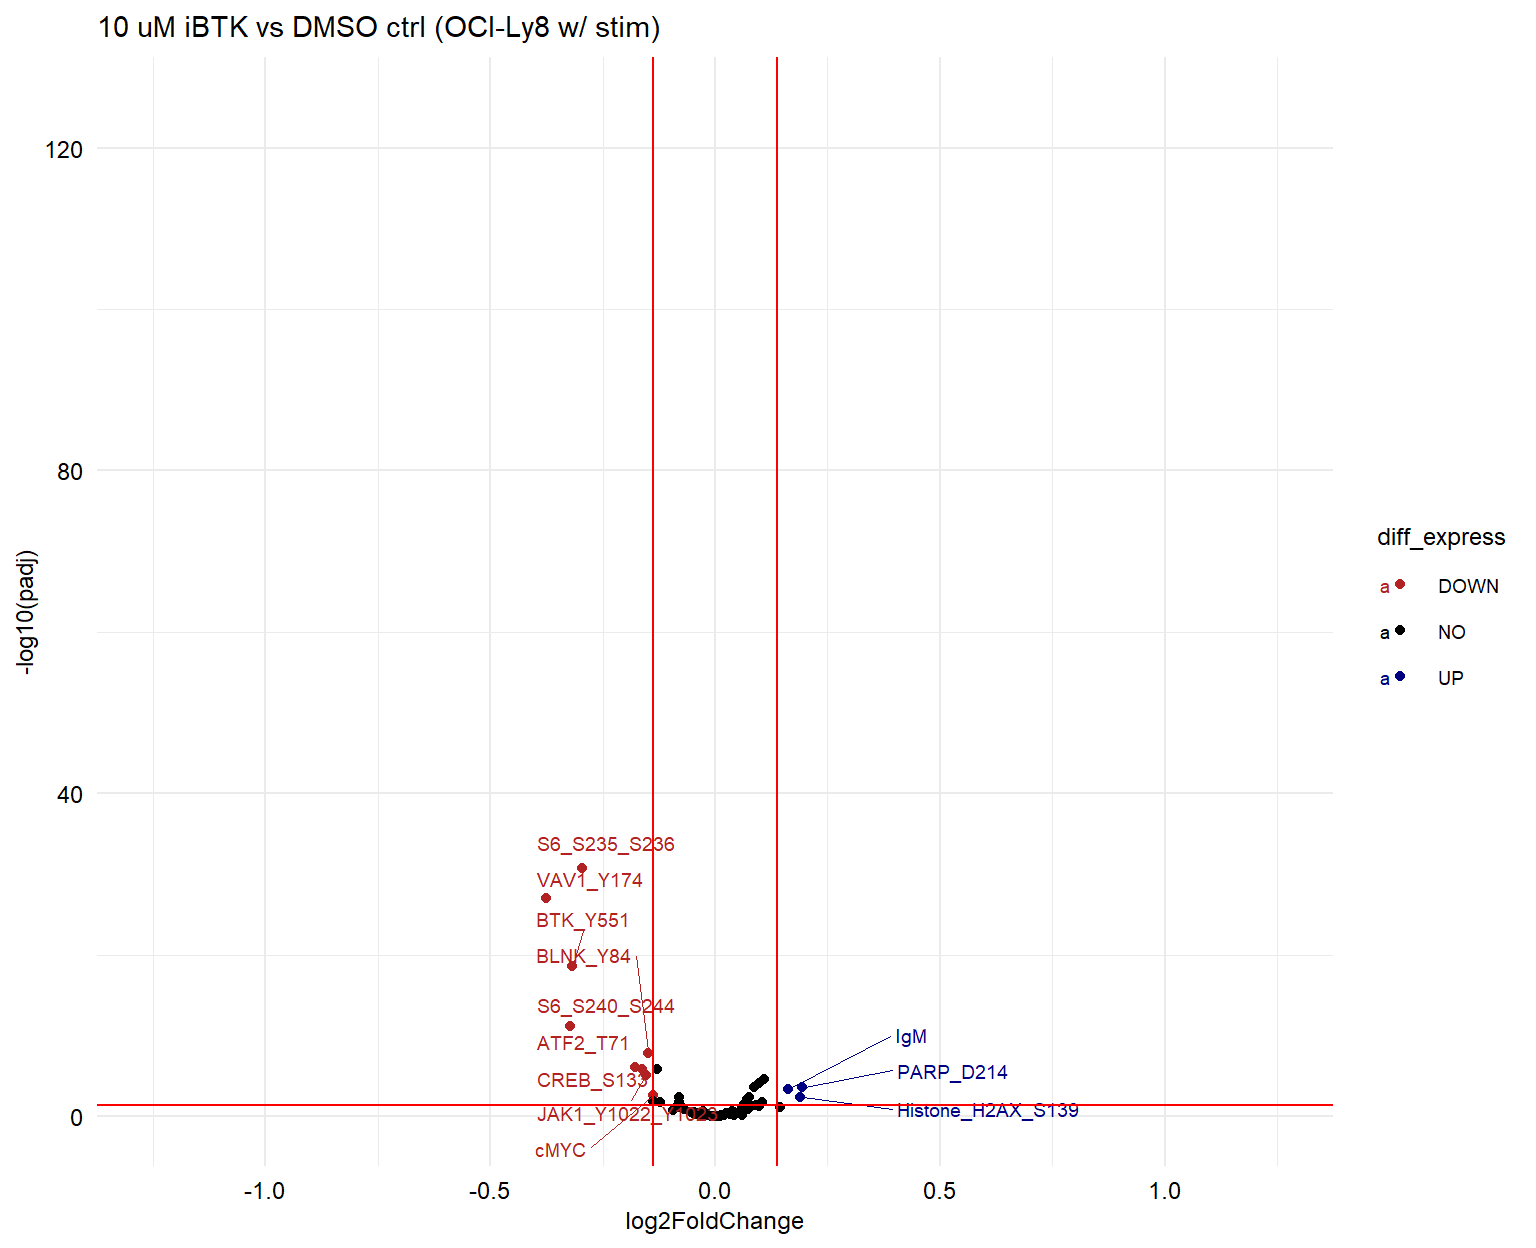 10 uM iBTK vs DMSO ctrl (OCI-Ly8 w/ stim)
120
80
40
0
-log10(padj)
S6_S235_S236
VAV1_Y174
BTK_Y551
BLNK_Y84
S6_S240_S244
ATF2_T71
CREB_S133
JAK1_Y1022_Y1023
cMYC
IgM
PARP_D214
Histone_H2AX_S139
-1.0
-0.5
0.0
0.5
1.0
log2FoldChange
diff_express
a DOWN
a NO
a UP